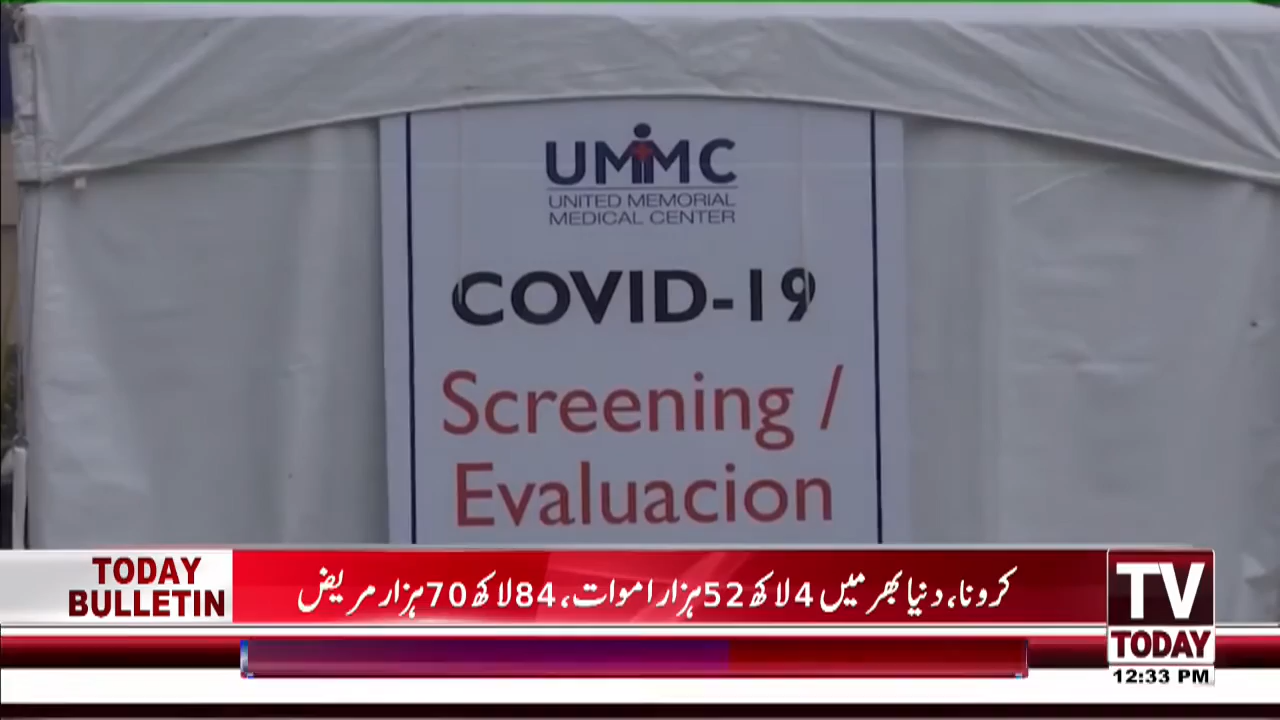 UMMC
UNITED MEMORIAL
MEDICAL CENTER
COVID-19
Screening /
Evaluacion
TODAY
BULLETIN
کرونا، دنیا بھر میں 4 لاکھ 52 ہزار اموات، 84 لاکھ 70 ہزار مریض
TV
TODAY
12:33 PM